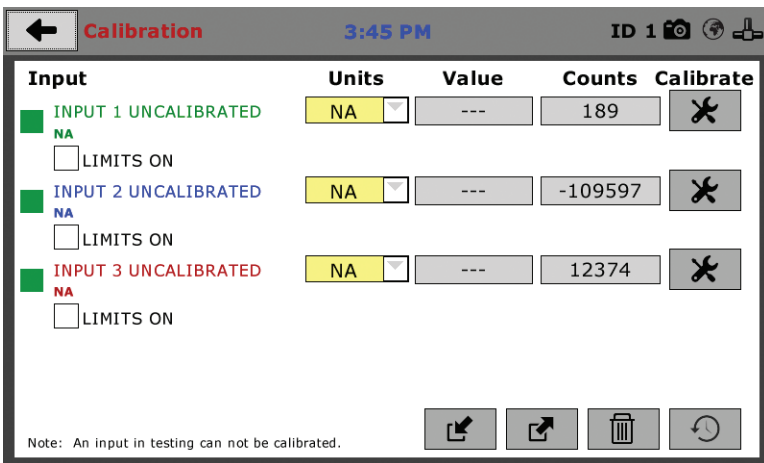 Calibration 3:45 PM ID 1
Input Units Value Counts Calibrate
INPUT 1 UNCALIBRATED NA --- 189
NA
LIMITS ON
INPUT 2 UNCALIBRATED NA --- -109597
NA
LIMITS ON
INPUT 3 UNCALIBRATED NA --- 12374
NA
LIMITS ON
Note: An input in testing can not be calibrated.